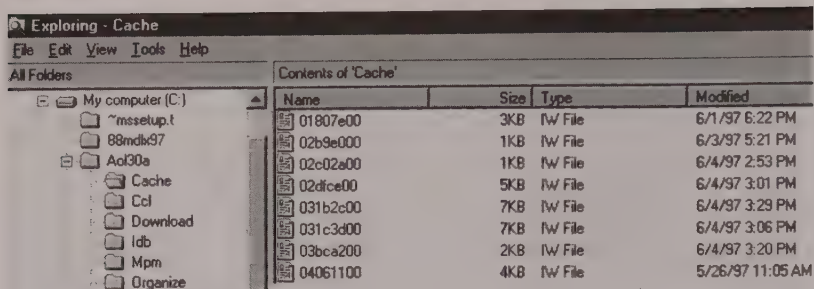 Exploring - Cache
File Edit View Tools Help
All Folders
Contents of 'Cache'
My computer (C:)
~mssetup.t
88mdlx97
Aol30a
Cache
Ccl
Download
Idb
Mpm
Organize
Name Size Type Modified
01807e00 3KB IW File 6/1/97 6:22 PM
02b9e000 1KB IW File 6/3/97 5:21 PM
02c02a00 1KB IW File 6/4/97 2:53 PM
02dfce00 5KB IW File 6/4/97 3:01 PM
031b2c00 7KB IW File 6/4/97 3:29 PM
031c3d00 7KB IW File 6/4/97 3:06 PM
03bca200 2KB IW File 6/4/97 3:20 PM
04061100 4KB IW File 5/26/97 11:05 AM